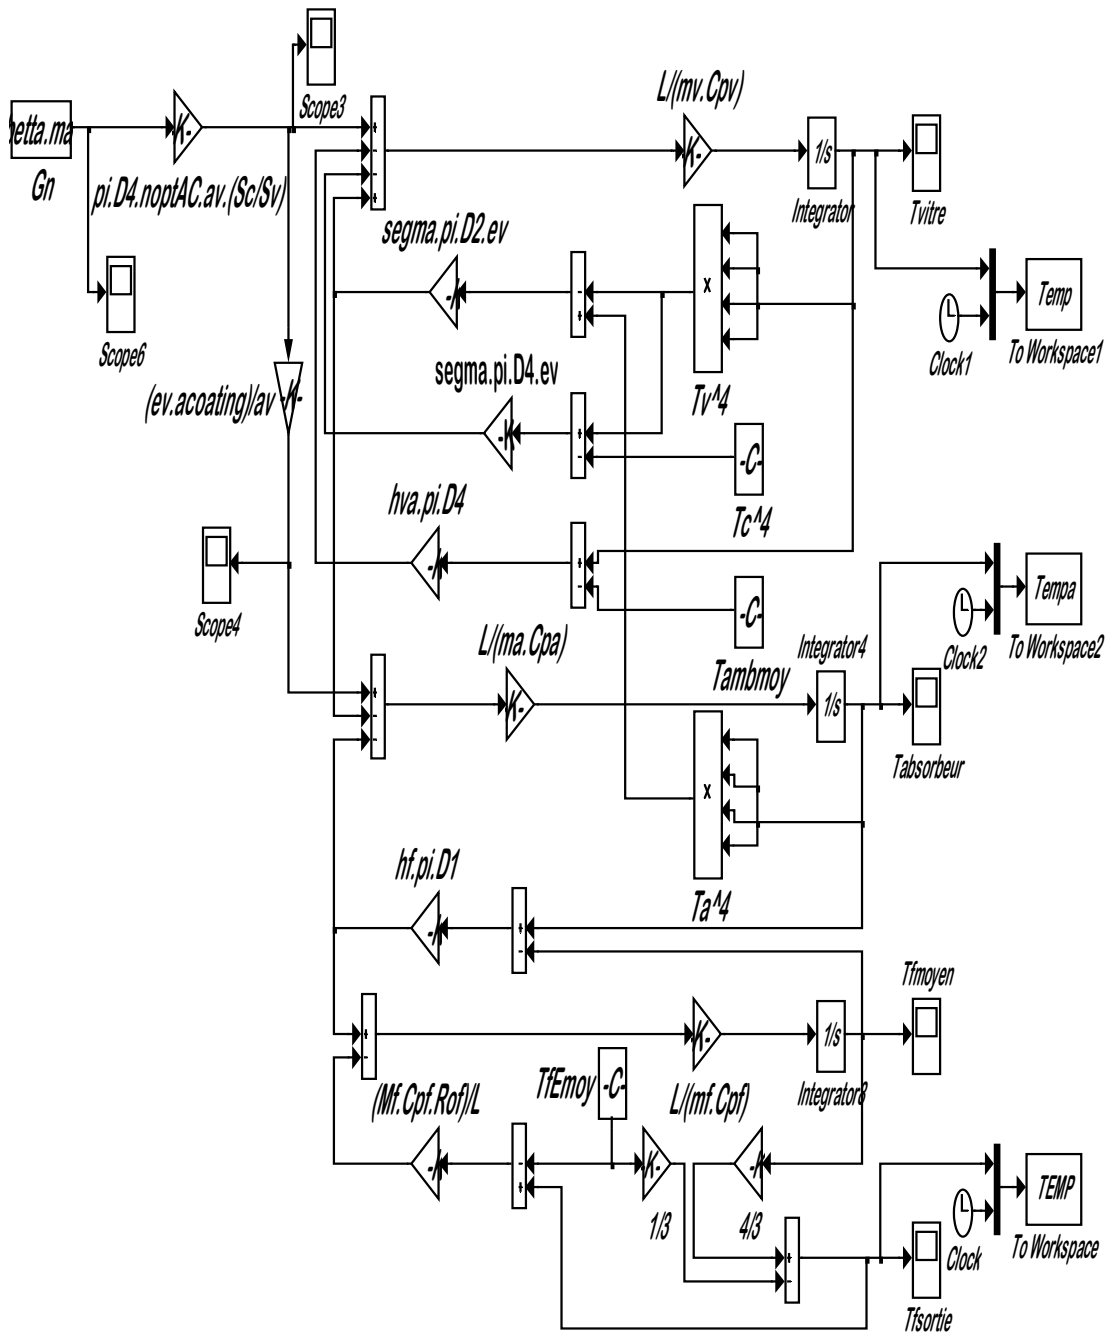 Scope3
L/(mv.Cpv)
betta.ma
K-
+
-
-
+
K-
1/s
Gn
pi.D4.noptAC.av.(Sc/Sv)
Integrator
Tvitre
segma.pi.D2.ev
-K
-
+
x
Temp
Scope6
Clock1
To Workspace1
segma.pi.D4.ev
(ev.acoating)/av
-K-
Tv^4
-K
+
-
-C-
hva.pi.D4
Tc^4
-K
+
-
-C-
Tempa
Scope4
L/(ma.Cpa)
Integrator4
Clock2
To Workspace2
Tambmoy
+
-
-
K-
1/s
Tabsorbeur
x
hf.pi.D1
Ta^4
-K
+
-
Tfmoyen
+
-
K-
1/s
TfEmoy
-C-
Integrator8
(Mf.Cpf.Rof)/L
L/(mf.Cpf)
-K
-
+
K-
-K
TEMP
1/3
4/3
Clock
To Workspace
+
-
Tfsortie